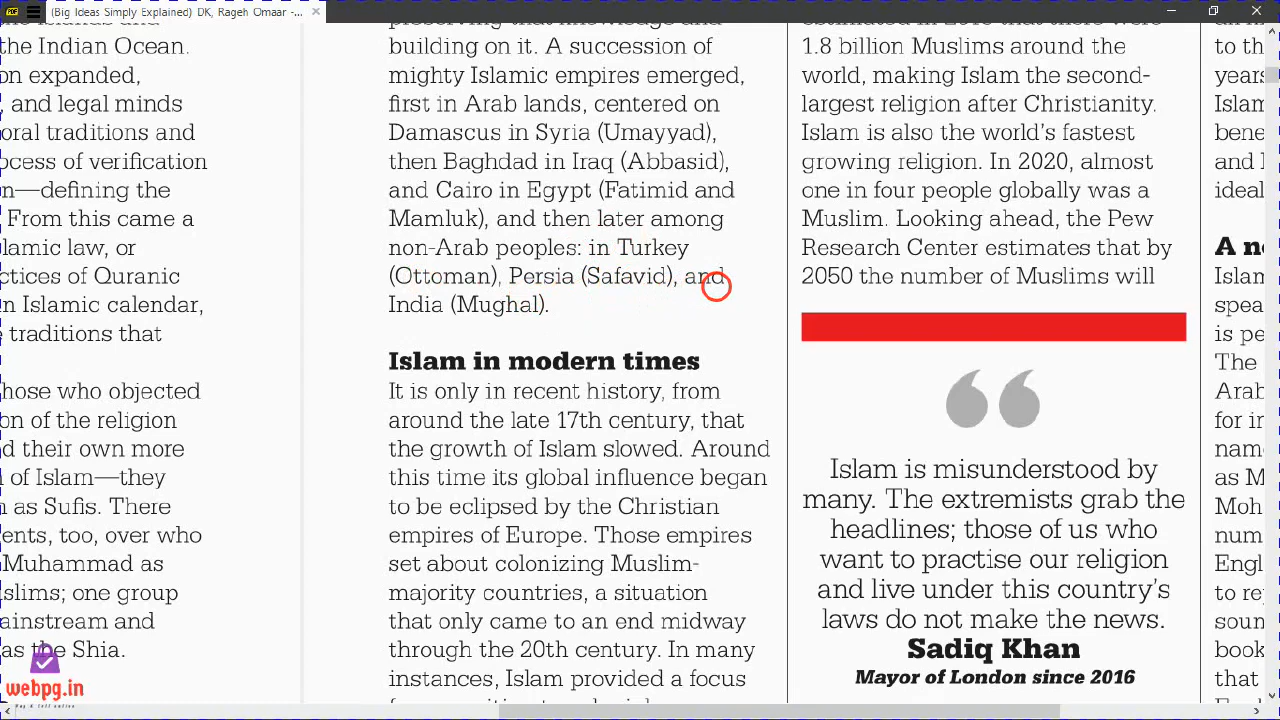 (Big Ideas Simply Explained) DK, Rageh Omaar -...
the Indian Ocean.
on expanded,
, and legal minds
oral traditions and
ocess of verification
n—defining the
From this came a
lamic law, or
ctices of Quranic
n Islamic calendar,
e traditions that
hose who objected
on of the religion
d their own more
l of Islam—they
n as Sufis. There
ents, too, over who
Muhammad as
slims; one group
ainstream and
as the Shia.
building on it. A succession of
mighty Islamic empires emerged,
first in Arab lands, centered on
Damascus in Syria (Umayyad),
then Baghdad in Iraq (Abbasid),
and Cairo in Egypt (Fatimid and
Mamluk), and then later among
non-Arab peoples: in Turkey
(Ottoman), Persia (Safavid), and
India (Mughal).
Islam in modern times
It is only in recent history, from
around the late 17th century, that
the growth of Islam slowed. Around
this time its global influence began
to be eclipsed by the Christian
empires of Europe. Those empires
set about colonizing Muslim-
majority countries, a situation
that only came to an end midway
through the 20th century. In many
instances, Islam provided a focus
1.8 billion Muslims around the
world, making Islam the second-
largest religion after Christianity.
Islam is also the world's fastest
growing religion. In 2020, almost
one in four people globally was a
Muslim. Looking ahead, the Pew
Research Center estimates that by
2050 the number of Muslims will
Islam is misunderstood by
many. The extremists grab the
headlines; those of us who
want to practise our religion
and live under this country's
laws do not make the news.
Sadiq Khan
Mayor of London since 2016
to th
years
Islam
bene
and l
ideal
A n
Islam
spea
is pe
The
Arab
for in
nam
as M
Moh
num
Engl
to re
soun
book
that
webpg.in